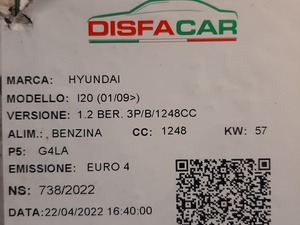 DISFACAR
MARCA: HYUNDAI
MODELLO: I20 (01/09>)
VERSIONE: 1.2 BER. 3P/B/1248CC
ALIM.: BENZINA CC: 1248 KW: 57
P5: G4LA
EMISSIONE: EURO 4
NS: 738/2022
DATA:22/04/2022 16:40:00